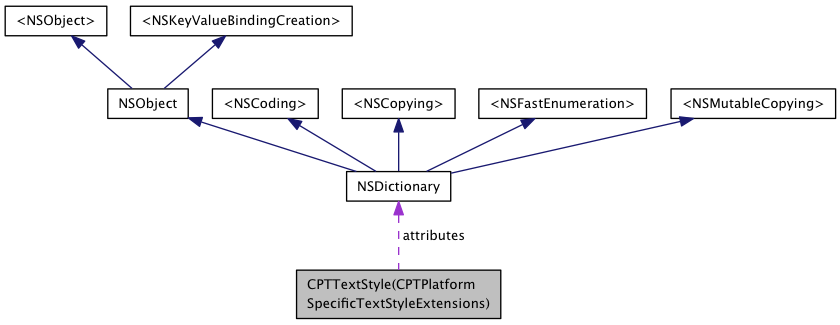 <NSObject>
<NSKeyValueBindingCreation>
NSObject
<NSCoding>
<NSCopying>
<NSFastEnumeration>
<NSMutableCopying>
NSDictionary
attributes
CPTTextStyle(CPTPlatform
SpecificTextStyleExtensions)